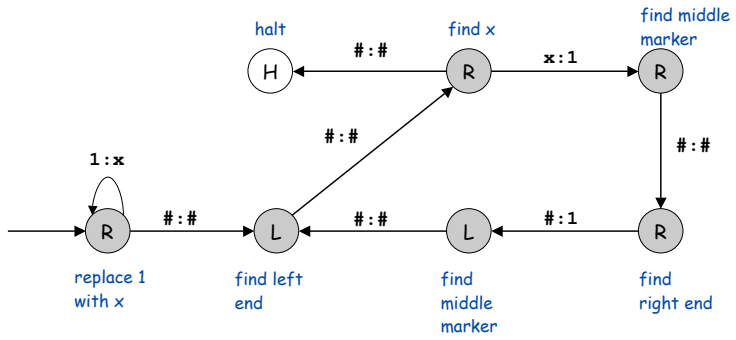 halt
find x
find middle
marker
#:#
x:1
H
R
R
#:#
#:#
1:x
#:#
#:#
#:1
R
L
L
R
replace 1
with x
find left
end
find
middle
marker
find
right end